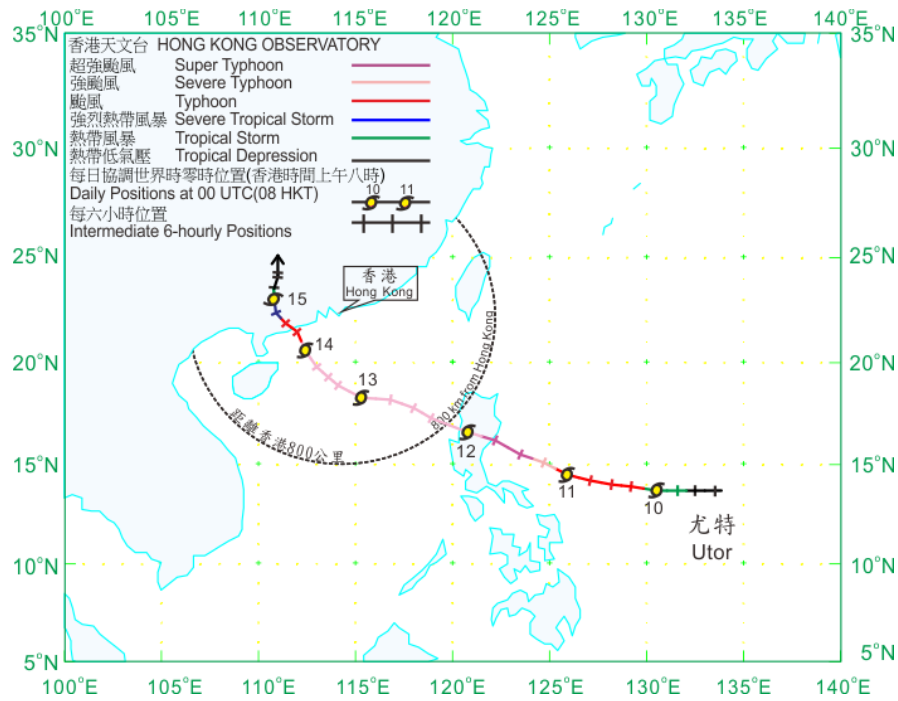 100°E 105°E 110°E 115°E 120°E 125°E 130°E 135°E 140°E
35°N 35°N
香港天文台 HONG KONG OBSERVATORY
超強颱風 Super Typhoon
強颱風 Severe Typhoon
颱風 Typhoon
強烈熱帶風暴 Severe Tropical Storm
熱帶風暴 Tropical Storm
熱帶低氣壓 Tropical Depression
30°N 30°N
每日協調世界時零時位置(香港時間上午八時)
Daily Positions at 00 UTC(08 HKT)
10 11
每六小時位置
Intermediate 6-hourly Positions
25°N 25°N
香港
Hong Kong
15
14
800 km from Hong Kong
20°N 20°N
13
距離香港800公里
12
15°N 15°N
11
10
尤特
Utor
10°N 10°N
5°N 5°N
100°E 105°E 110°E 115°E 120°E 125°E 130°E 135°E 140°E